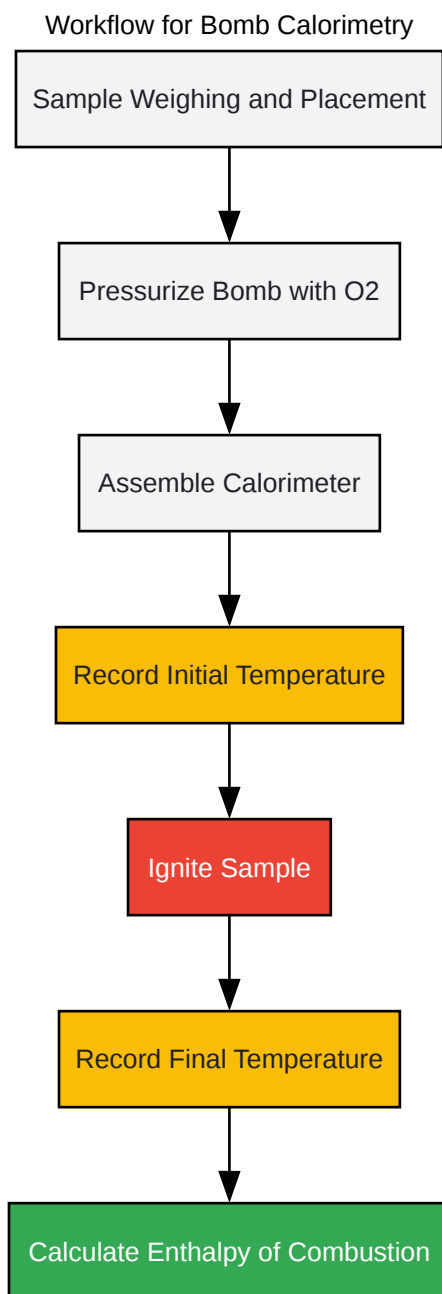 Workflow for Bomb Calorimetry
Sample Weighing and Placement
Pressurize Bomb with O2
Assemble Calorimeter
Record Initial Temperature
Ignite Sample
Record Final Temperature
Calculate Enthalpy of Combustion